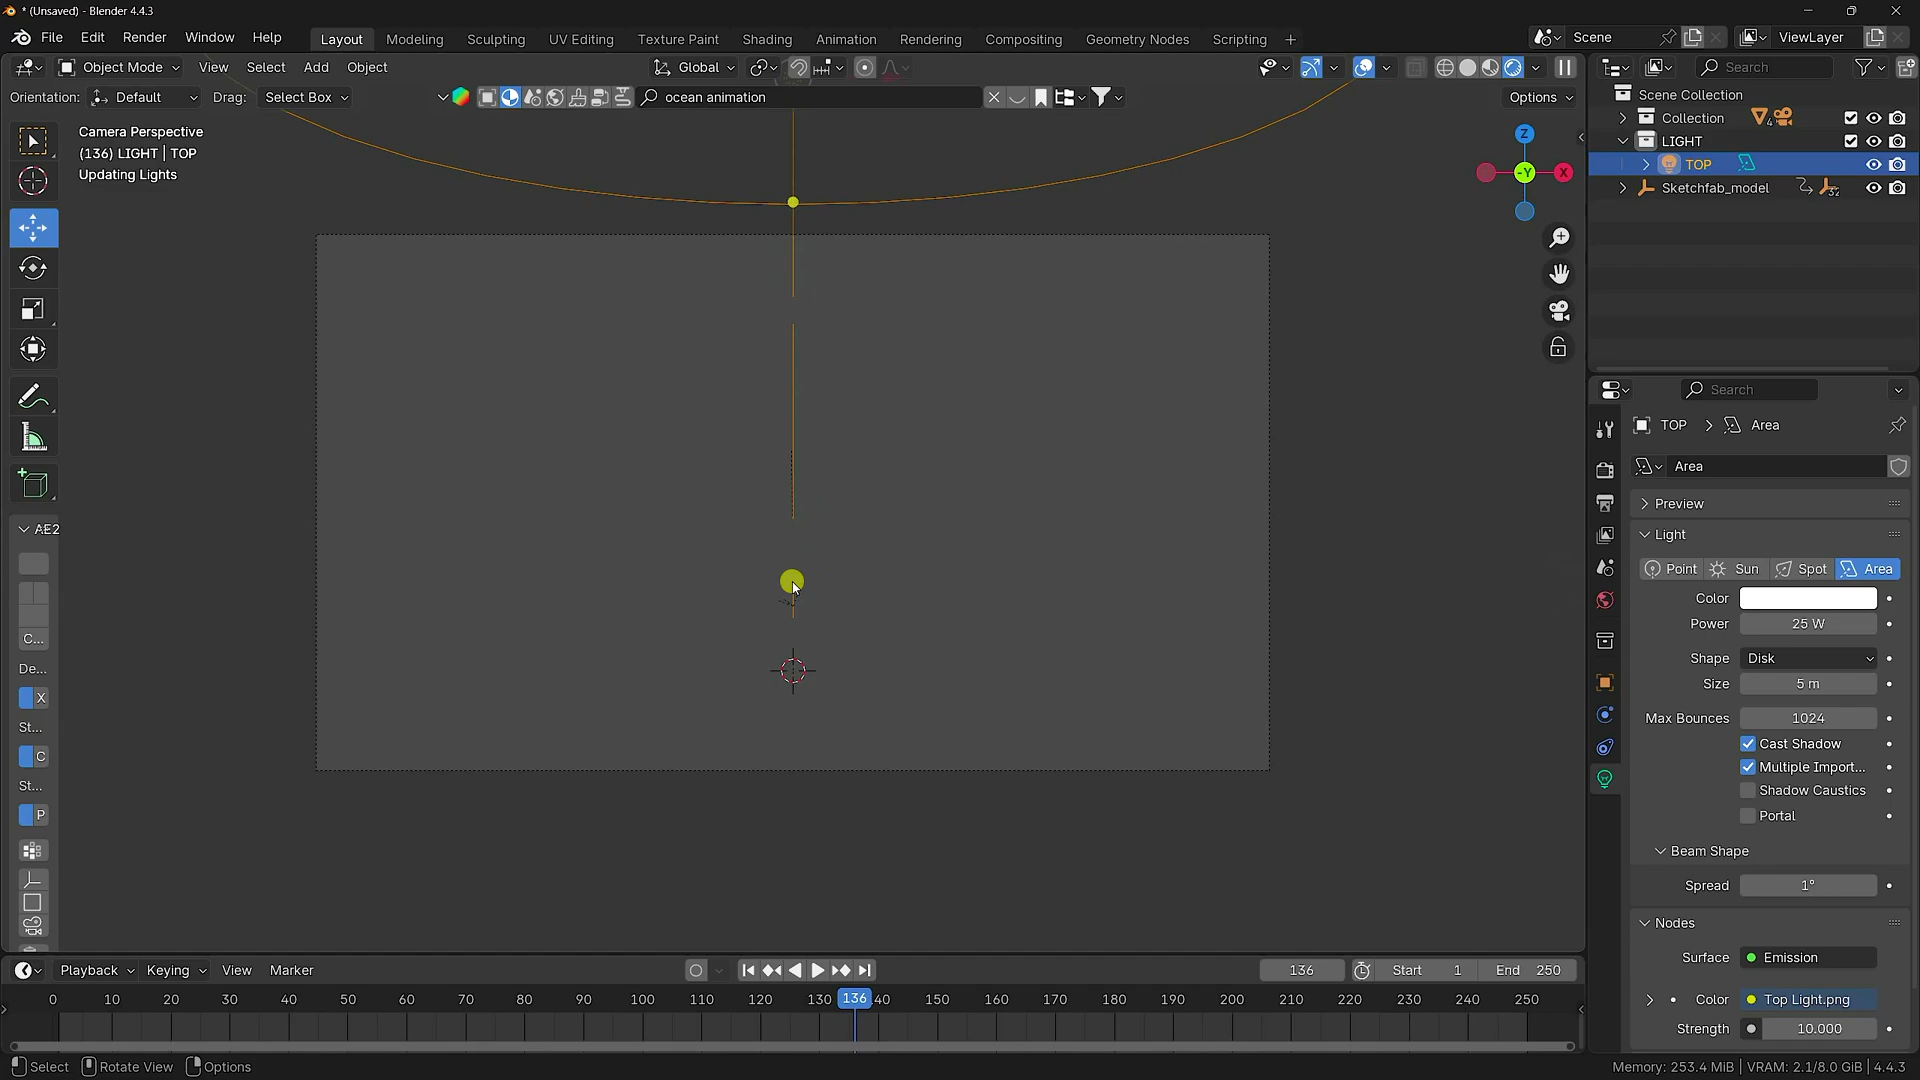 * (Unsaved) - Blender 4.4.3
File Edit Render Window Help
Layout Modeling Sculpting UV Editing Texture Paint Shading Animation Rendering Compositing Geometry Nodes Scripting +
Scene
ViewLayer
Object Mode View Select Add Object
Global
Search
Orientation: Default Drag: Select Box
ocean animation
Options
Scene Collection
Collection 4
LIGHT
TOP
Sketchfab_model 32
Camera Perspective
(136) LIGHT | TOP
Updating Lights
Z
-Y
X
Search
TOP > Area
Area
Preview
Light
Point Sun Spot Area
Color
Power 25 W
Shape Disk
Size 5 m
Max Bounces 1024
Cast Shadow
Multiple Import...
Shadow Caustics
Portal
Beam Shape
Spread 1°
Nodes
Surface Emission
Color Top Light.png
Strength 10.000
AE2
C...
De...
X
St...
C
St...
P
Playback Keying View Marker
136
Start 1 End 250
0 10 20 30 40 50 60 70 80 90 100 110 120 130 136 40 150 160 170 180 190 200 210 220 230 240 250
Select Rotate View Options
Memory: 253.4 MiB | VRAM: 2.1/8.0 GiB | 4.4.3